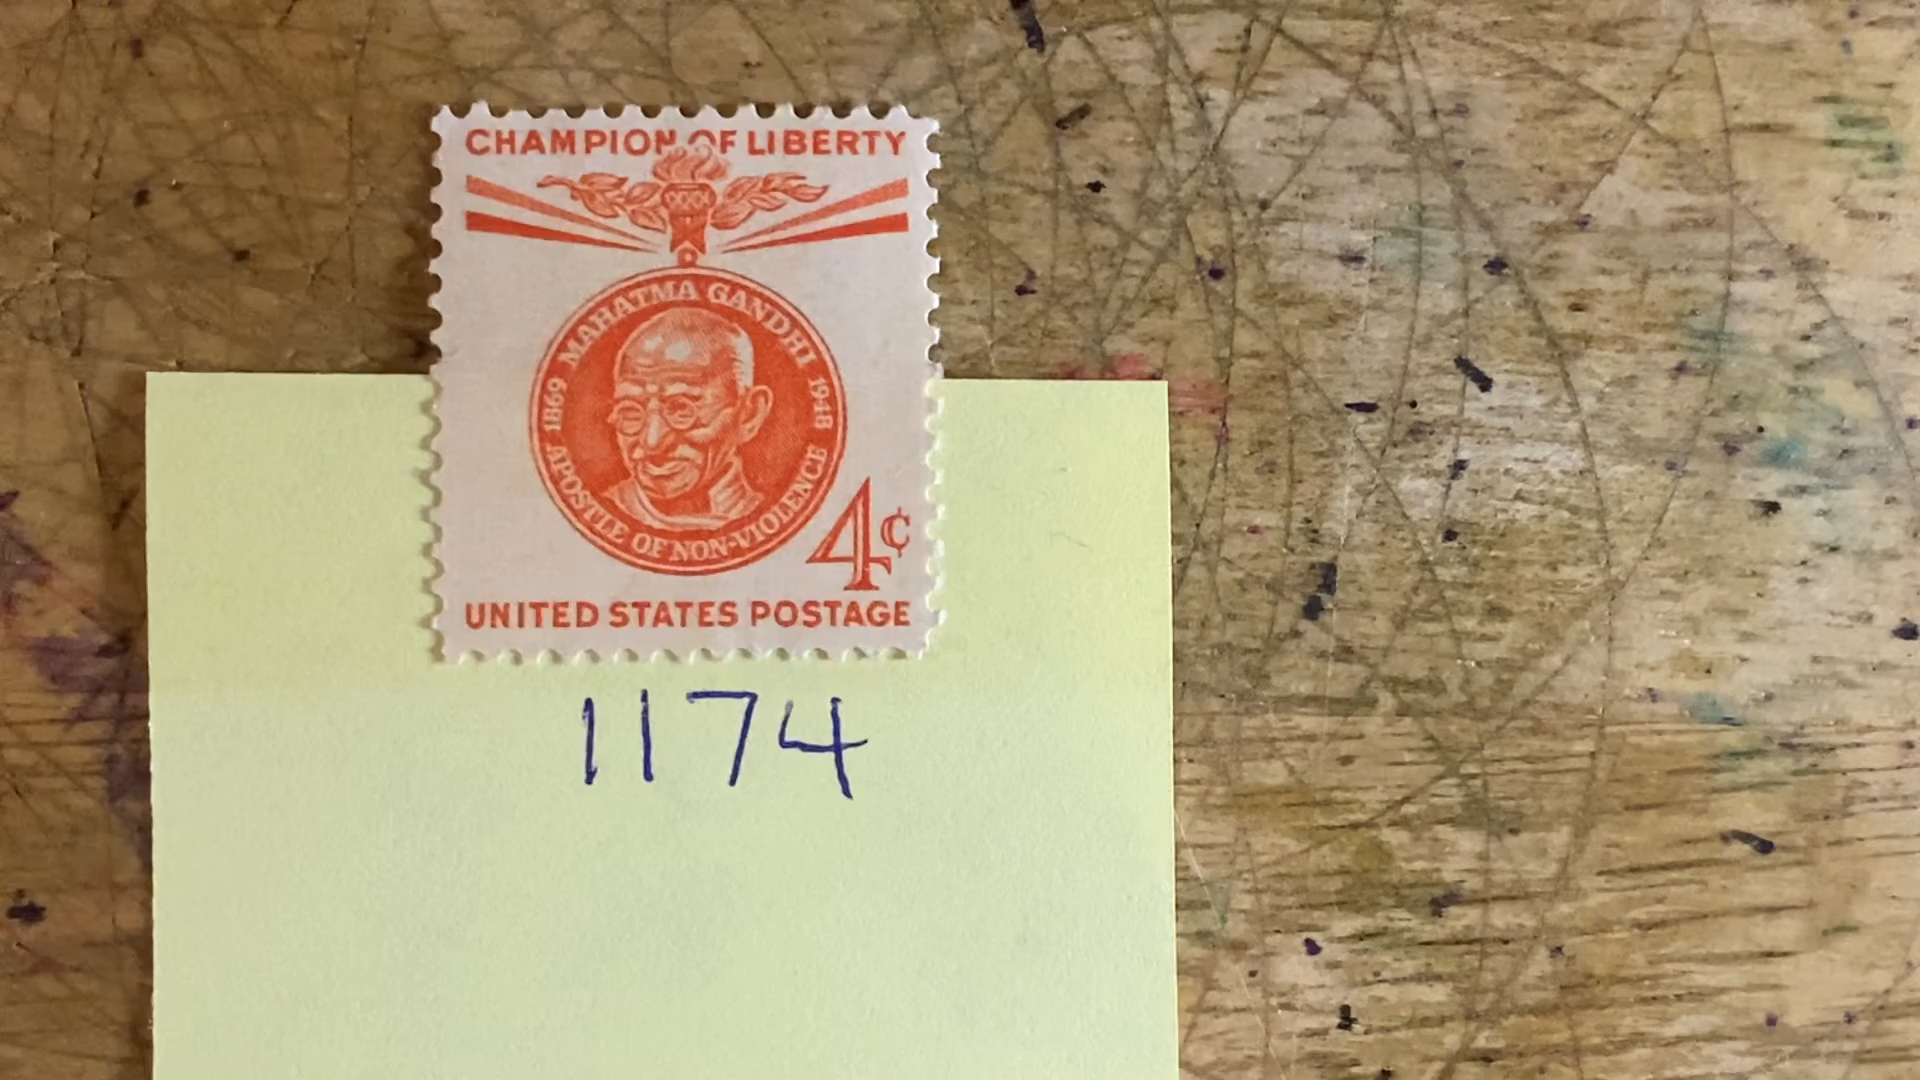 CHAMPION OF LIBERTY
MAHATMA GANDHI
1869
1948
APOSTLE OF NON-VIOLENCE
4¢
UNITED STATES POSTAGE
1174